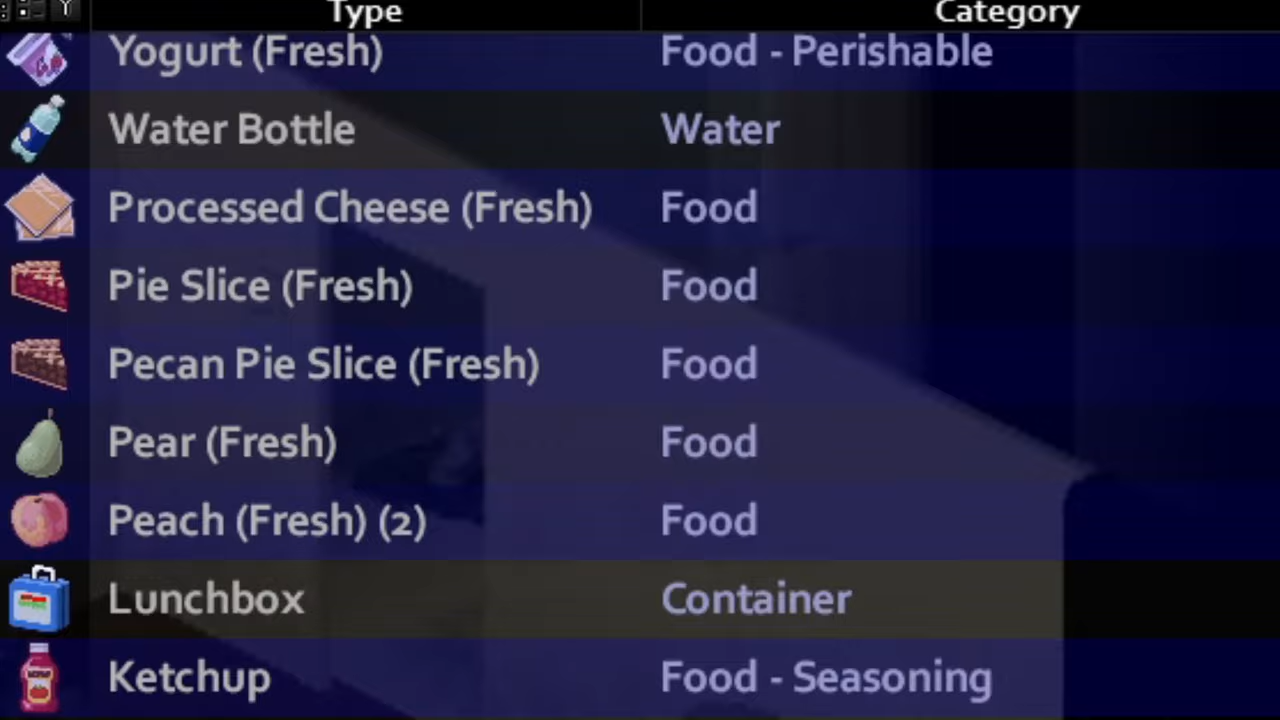 Type Category
Yogurt (Fresh) Food - Perishable
Water Bottle Water
Processed Cheese (Fresh) Food
Pie Slice (Fresh) Food
Pecan Pie Slice (Fresh) Food
Pear (Fresh) Food
Peach (Fresh) (2) Food
Lunchbox Container
Ketchup Food - Seasoning